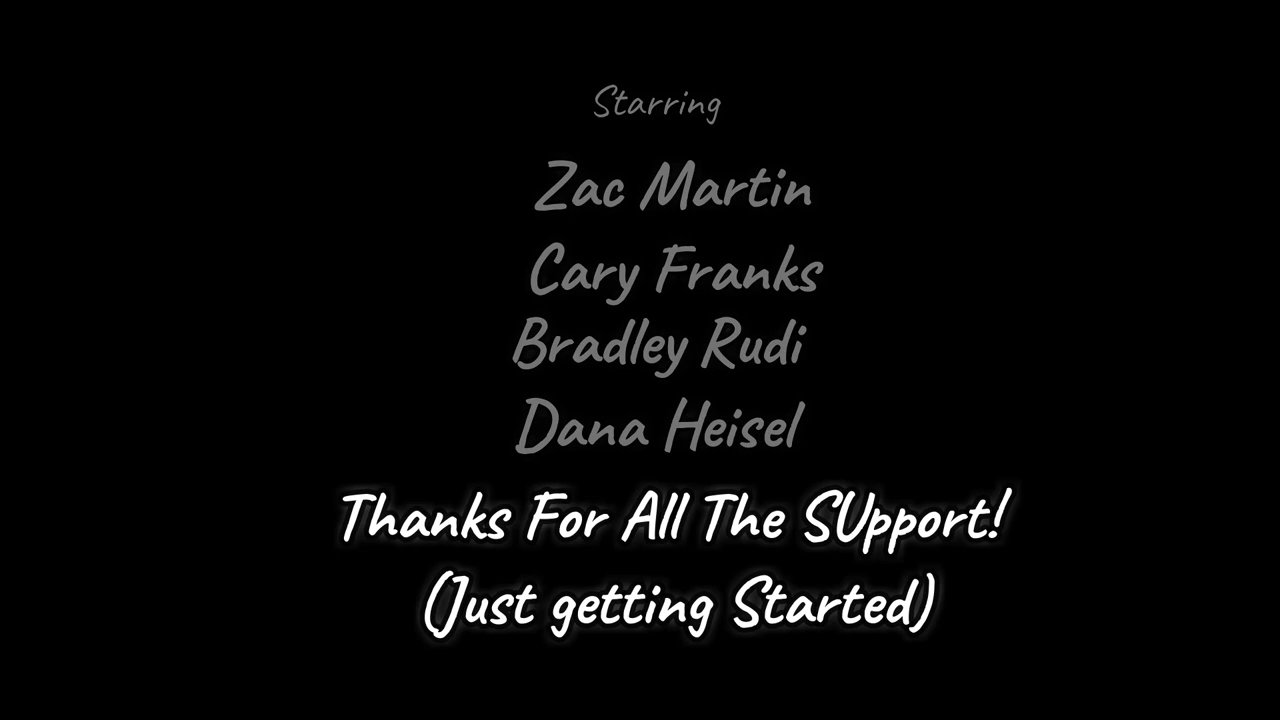 Starring
Zac Martin
Cary Franks
Bradley Rudi
Dana Heisel
Thanks For All The SUpport!
(Just getting Started)